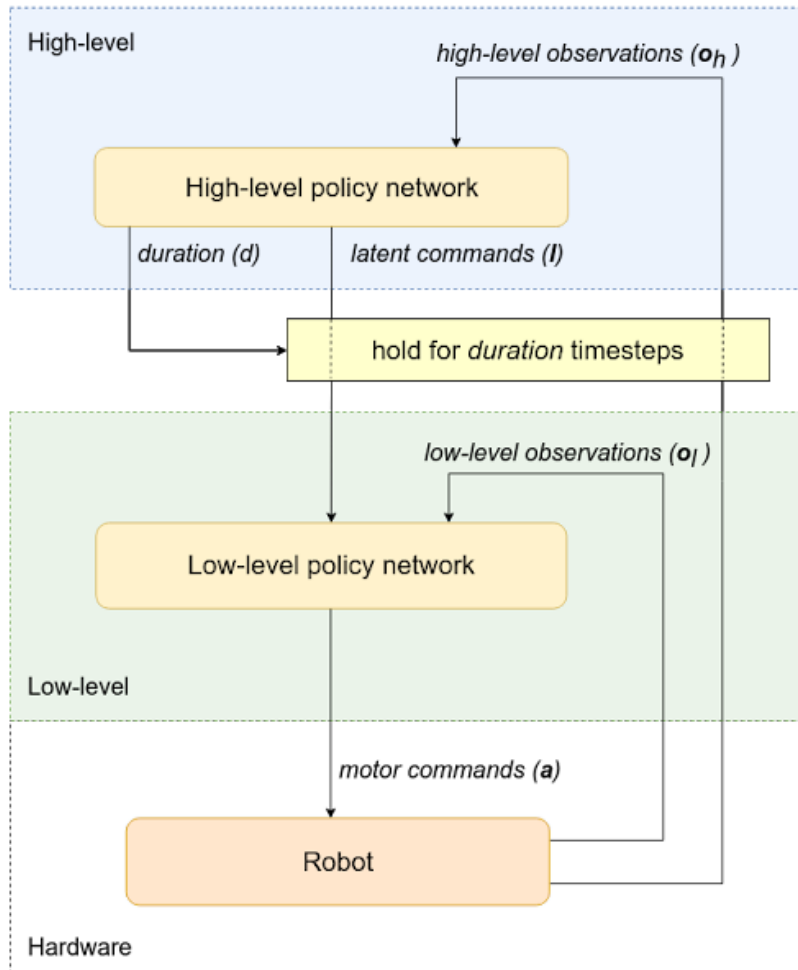 High-level
high-level observations (oh )
High-level policy network
duration (d)
latent commands (l)
hold for duration timesteps
low-level observations (ol )
Low-level policy network
Low-level
motor commands (a)
Robot
Hardware